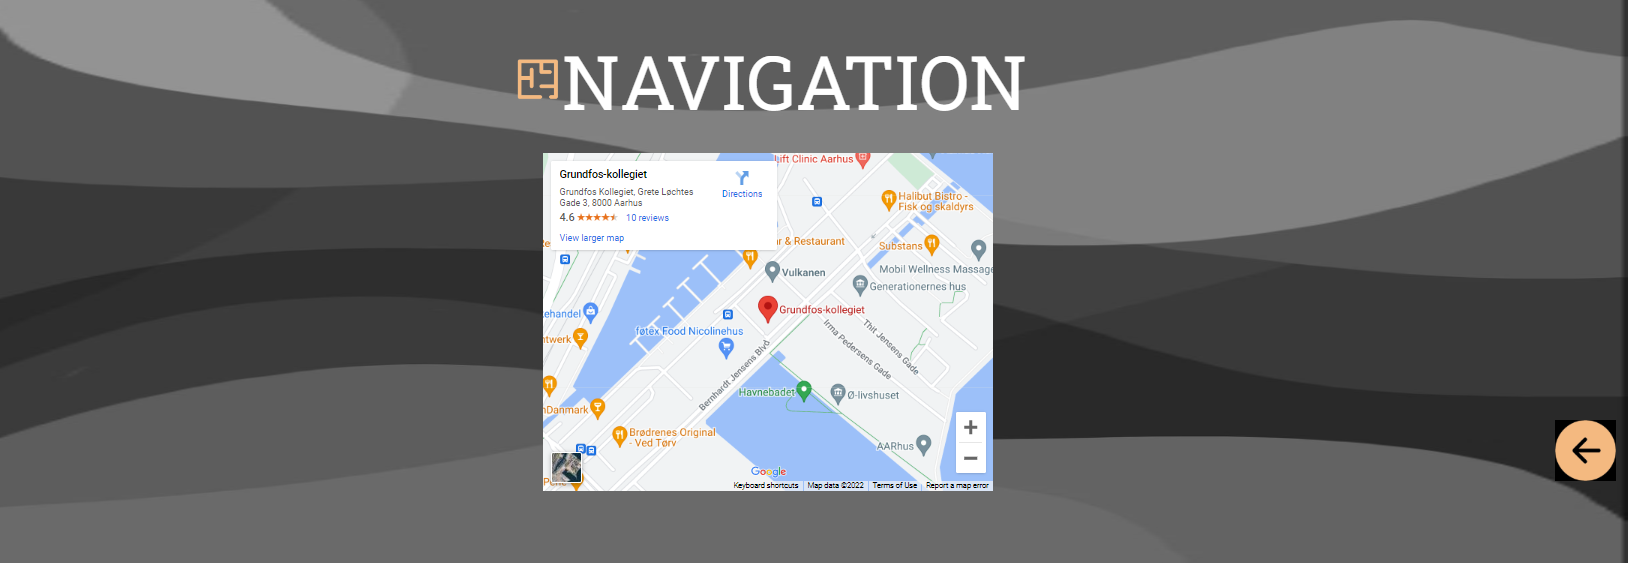 NAVIGATION
Grundfos-kollegiet
Grundfos Kollegiet, Grete Løchtes
Gade 3, 8000 Aarhus
4.6
10 reviews
View larger map
Directions
lift Clinic Aarhus
Halibut Bistro -
Fisk og skaldyrs
& Restaurant
Substans
Vulkanen
Mobil Wellness Massage
Generationernes hus
Grundfos-kollegiet
ehandel
føtex Food Nicolinehus
Thit Jensens Gade
Irma Pedersens Gade
ntwerk
Bernhardt Jensens Blvd
Havnebadet
Ø-livshuset
nDanmark
Brødrenes Original
- Ved Torv
AARhus
+
−
Google
Keyboard shortcuts
Map data ©2022
Terms of Use
Report a map error